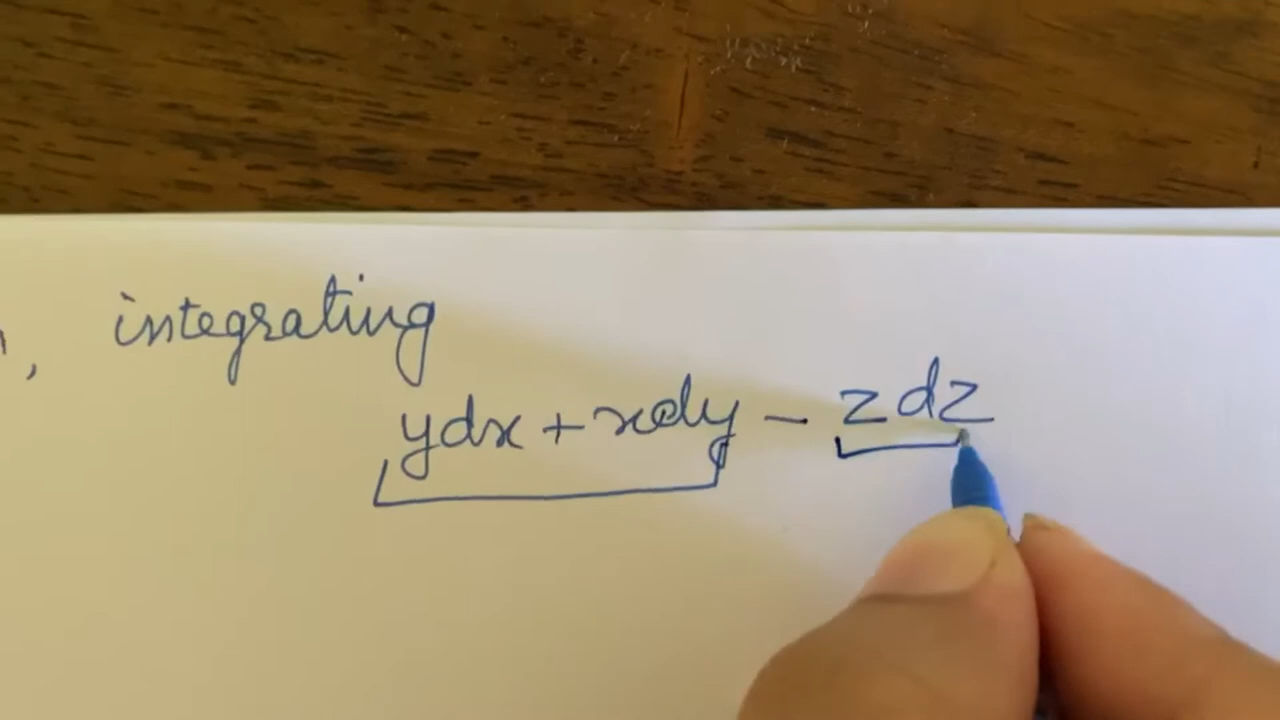 , integrating
ydx + xdy - zdz